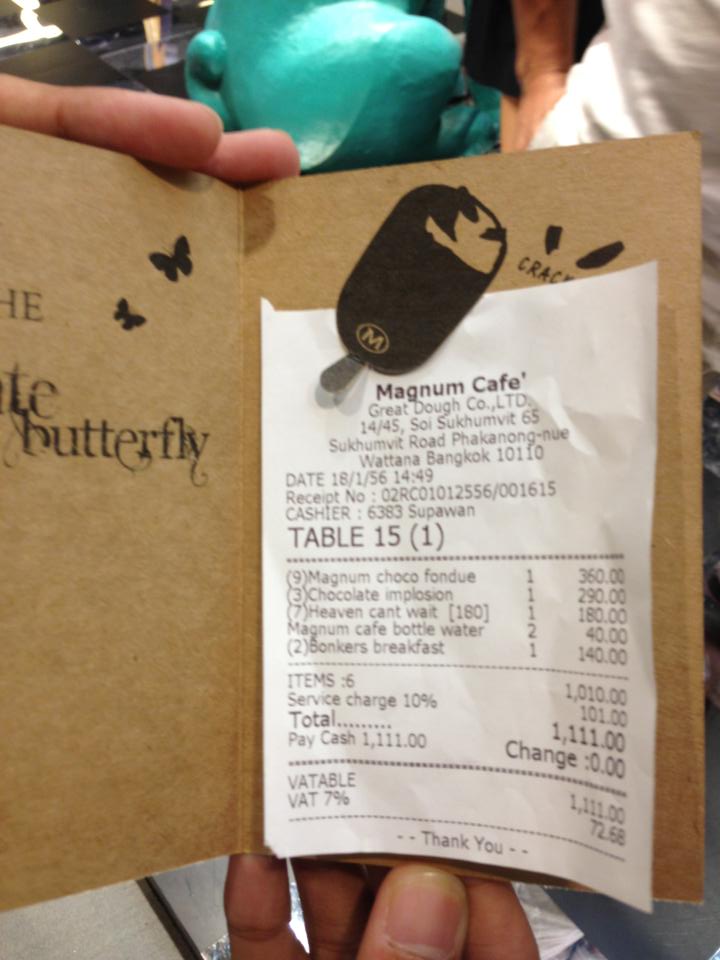 HE
butterfly
M
CRACK
Magnum Cafe'
Great Dough Co.,LTD.
14/45, Soi Sukhumvit 65
Sukhumvit Road Phakanong-nue
Wattana Bangkok 10110
DATE 18/1/56 14:49
Receipt No : 02RC01012556/001615
CASHIER : 6383 Supawan
TABLE 15 (1)
(9)Magnum choco fondue 1 360.00
(3)Chocolate implosion 1 290.00
(7)Heaven cant wait [180] 1 180.00
Magnum cafe bottle water 2 40.00
(2)Bonkers breakfast 1 140.00
ITEMS :6 1,010.00
Service charge 10% 101.00
Total......... 1,111.00
Pay Cash 1,111.00 Change :0.00
VATABLE 1,111.00
VAT 7% 72.68
- - Thank You - -